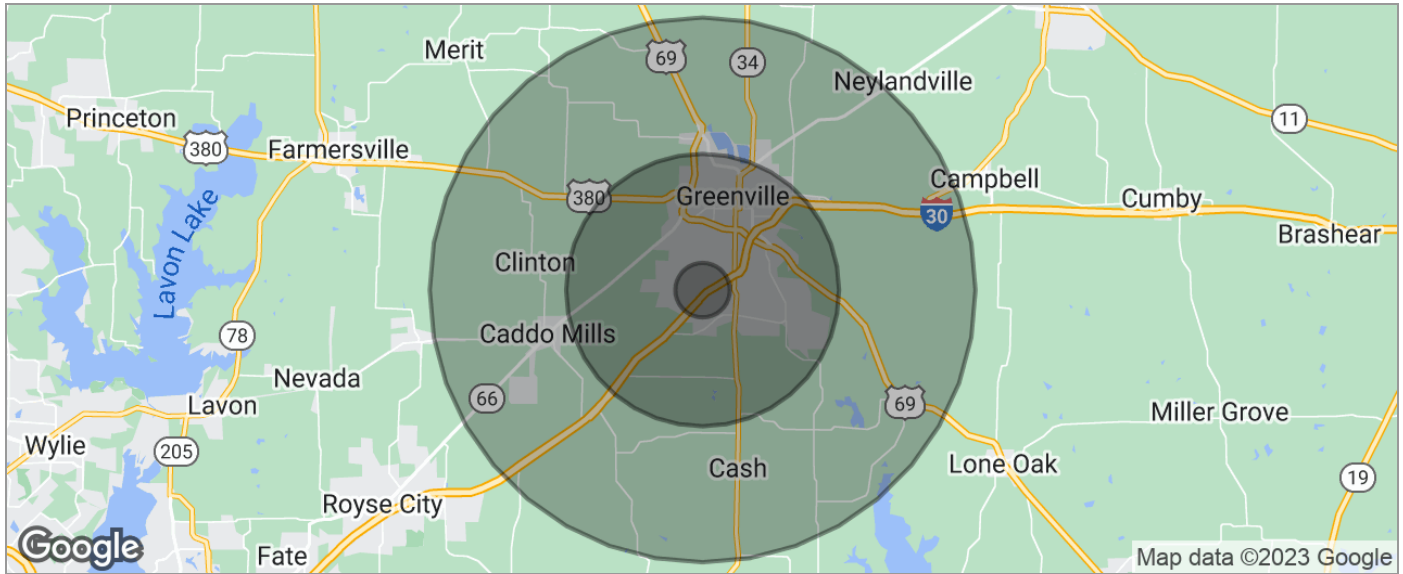 Merit
69
34
Neylandville
Princeton
380
Farmersville
11
Campbell
380
Greenville
Cumby
30
Brashear
Lavon Lake
Clinton
78
Caddo Mills
Nevada
66
69
Lavon
Miller Grove
Wylie
205
Cash
Lone Oak
19
Royse City
Google
Fate
Map data ©2023 Google